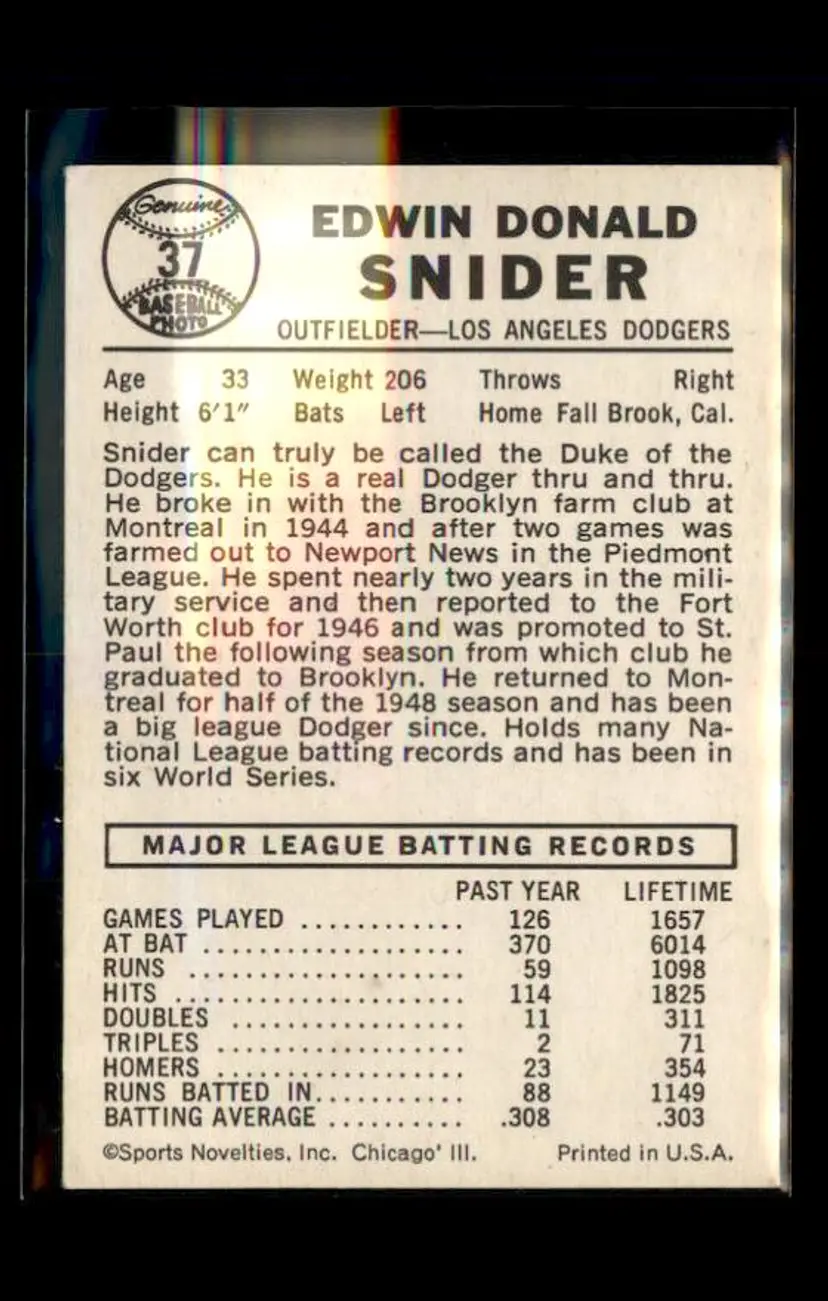 Genuine
37
BASEBALL
PHOTO
EDWIN DONALD
SNIDER
OUTFIELDER—LOS ANGELES DODGERS
Age 33 Weight 206 Throws Right
Height 6′1″ Bats Left Home Fall Brook, Cal.
Snider can truly be called the Duke of the
Dodgers. He is a real Dodger thru and thru.
He broke in with the Brooklyn farm club at
Montreal in 1944 and after two games was
farmed out to Newport News in the Piedmont
League. He spent nearly two years in the mili-
tary service and then reported to the Fort
Worth club for 1946 and was promoted to St.
Paul the following season from which club he
graduated to Brooklyn. He returned to Mon-
treal for half of the 1948 season and has been
a big league Dodger since. Holds many Na-
tional League batting records and has been in
six World Series.
MAJOR LEAGUE BATTING RECORDS
PAST YEAR LIFETIME
GAMES PLAYED ............ 126 1657
AT BAT ................... 370 6014
RUNS .................... 59 1098
HITS ..................... 114 1825
DOUBLES ................. 11 311
TRIPLES .................. 2 71
HOMERS .................. 23 354
RUNS BATTED IN........... 88 1149
BATTING AVERAGE .......... .308 .303
©Sports Novelties, Inc. Chicago' Ill. Printed in U.S.A.